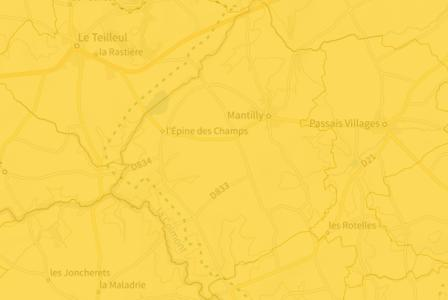 Le Teilleul
la Rastière
Mantilly
Passais Villages
l'Épine des Champs
D834
D21
D833
les Rotelles
les Joncherets
la Maladrie